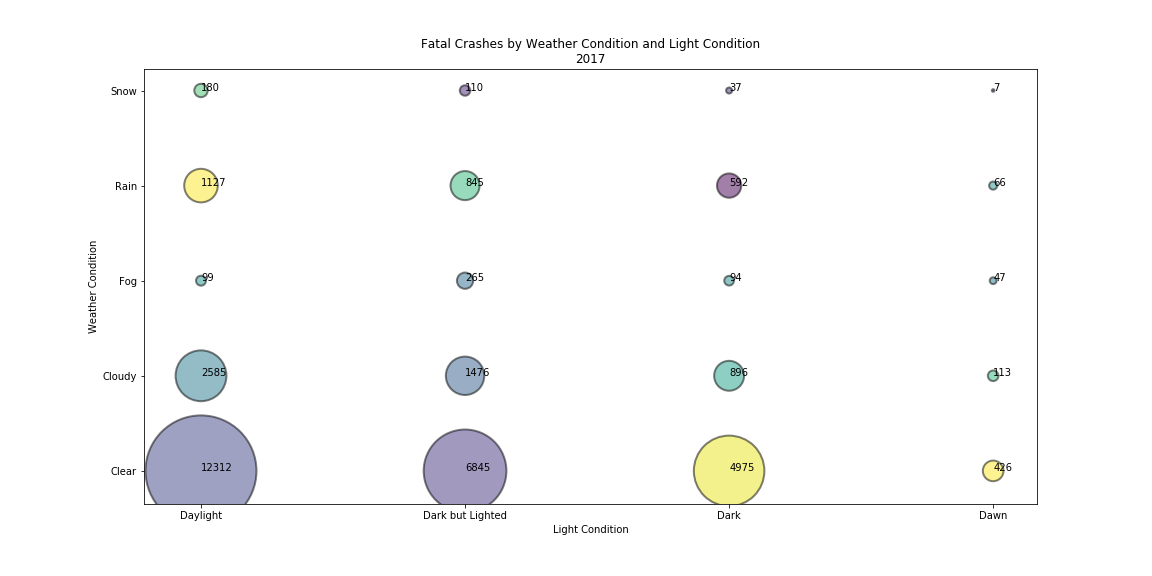 Fatal Crashes by Weather Condition and Light Condition
2017
Snow
180
110
37
7
Rain
1127
845
592
66
Fog
99
265
94
47
Cloudy
2585
1476
896
113
Clear
12312
6845
4975
426
Daylight
Dark but Lighted
Dark
Dawn
Light Condition
Weather Condition